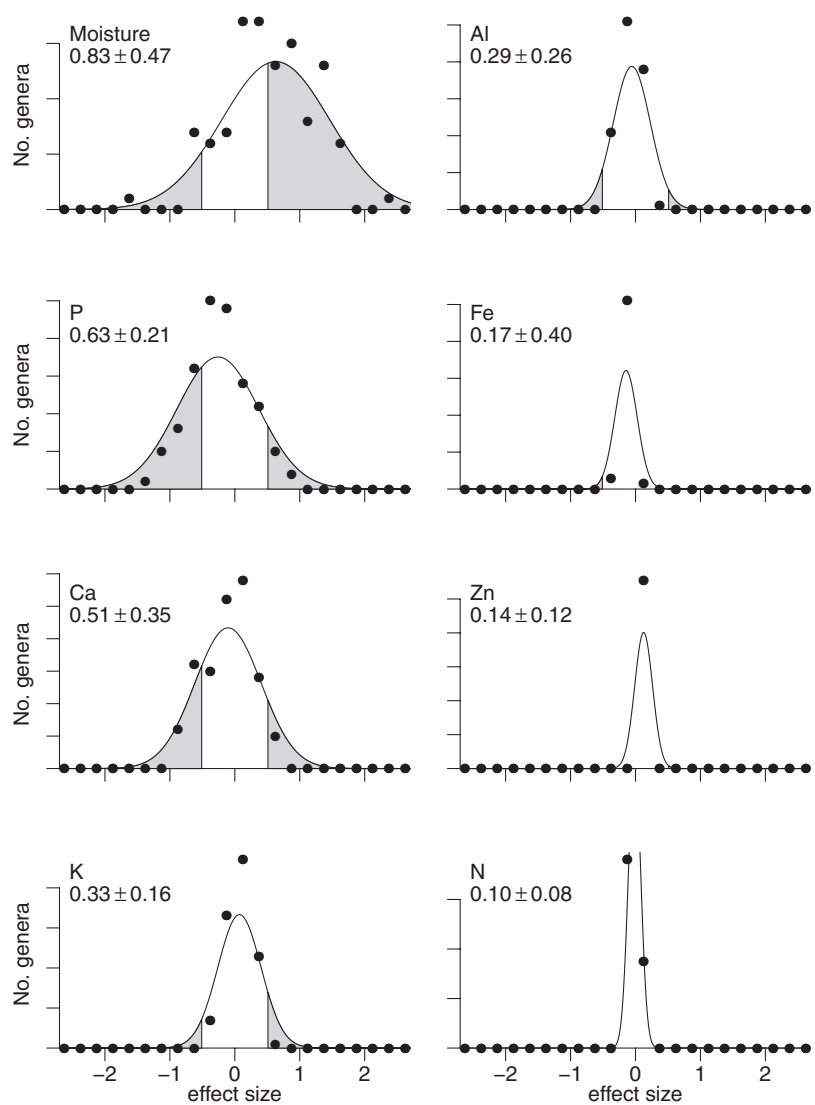 Moisture
0.83±0.47
No. genera
Al
0.29±0.26
P
0.63±0.21
No. genera
Fe
0.17±0.40
Ca
0.51±0.35
No. genera
Zn
0.14±0.12
K
0.33±0.16
No. genera
N
0.10±0.08
−2 −1 0 1 2
effect size
−2 −1 0 1 2
effect size